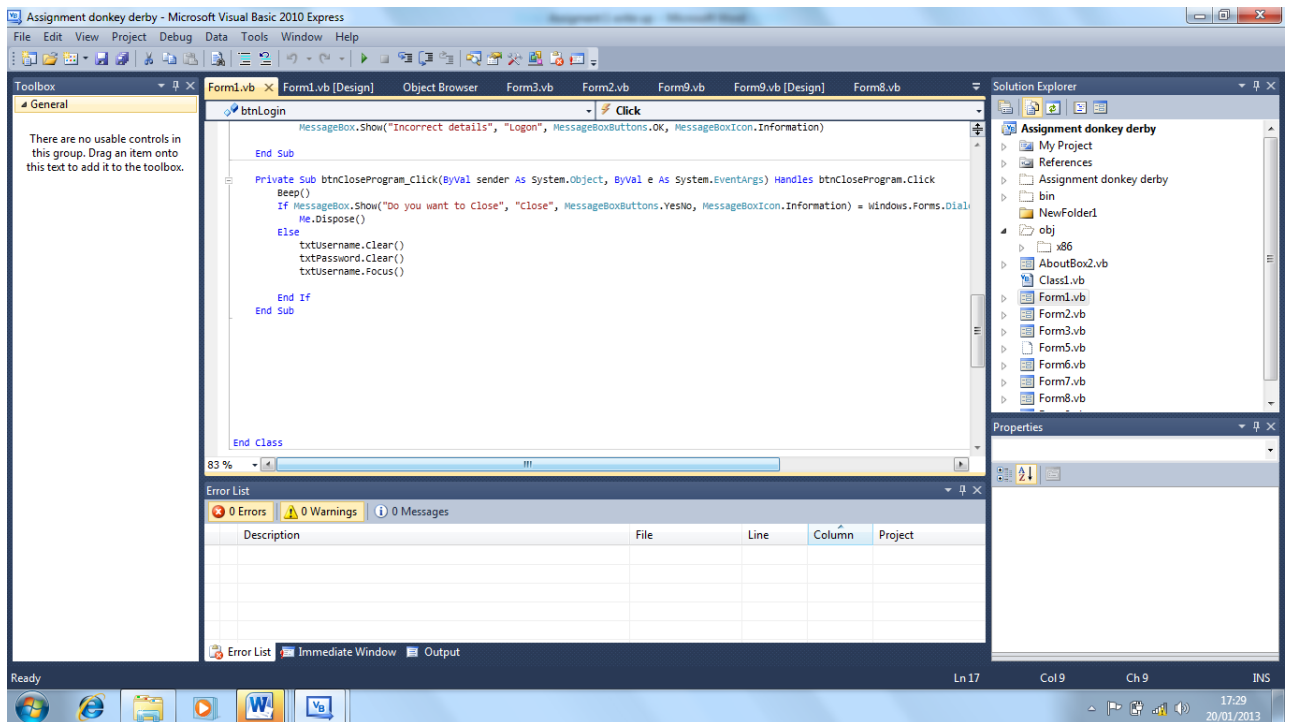 Assignment donkey derby - Microsoft Visual Basic 2010 Express
File Edit View Project Debug Data Tools Window Help
Toolbox
General
There are no usable controls in
this group. Drag an item onto
this text to add it to the toolbox.
Form1.vb Form1.vb [Design] Object Browser Form3.vb Form2.vb Form9.vb Form9.vb [Design] Form8.vb
btnLogin Click
MessageBox.Show("Incorrect details", "Logon", MessageBoxButtons.OK, MessageBoxIcon.Information)
End Sub
Private Sub btnCloseProgram_Click(ByVal sender As System.Object, ByVal e As System.EventArgs) Handles btnCloseProgram.Click
Beep()
If MessageBox.Show("Do you want to Close", "Close", MessageBoxButtons.YesNo, MessageBoxIcon.Information) = Windows.Forms.Dial
Me.Dispose()
Else
txtUsername.Clear()
txtPassword.Clear()
txtUsername.Focus()
End If
End Sub
End Class
83 %
Error List
0 Errors 0 Warnings 0 Messages
Description File Line Column Project
Error List Immediate Window Output
Solution Explorer
Assignment donkey derby
My Project
References
Assignment donkey derby
bin
NewFolder1
obj
x86
AboutBox2.vb
Class1.vb
Form1.vb
Form2.vb
Form3.vb
Form5.vb
Form6.vb
Form7.vb
Form8.vb
Properties
Ready Ln 17 Col 9 Ch 9 INS
17:29
20/01/2013